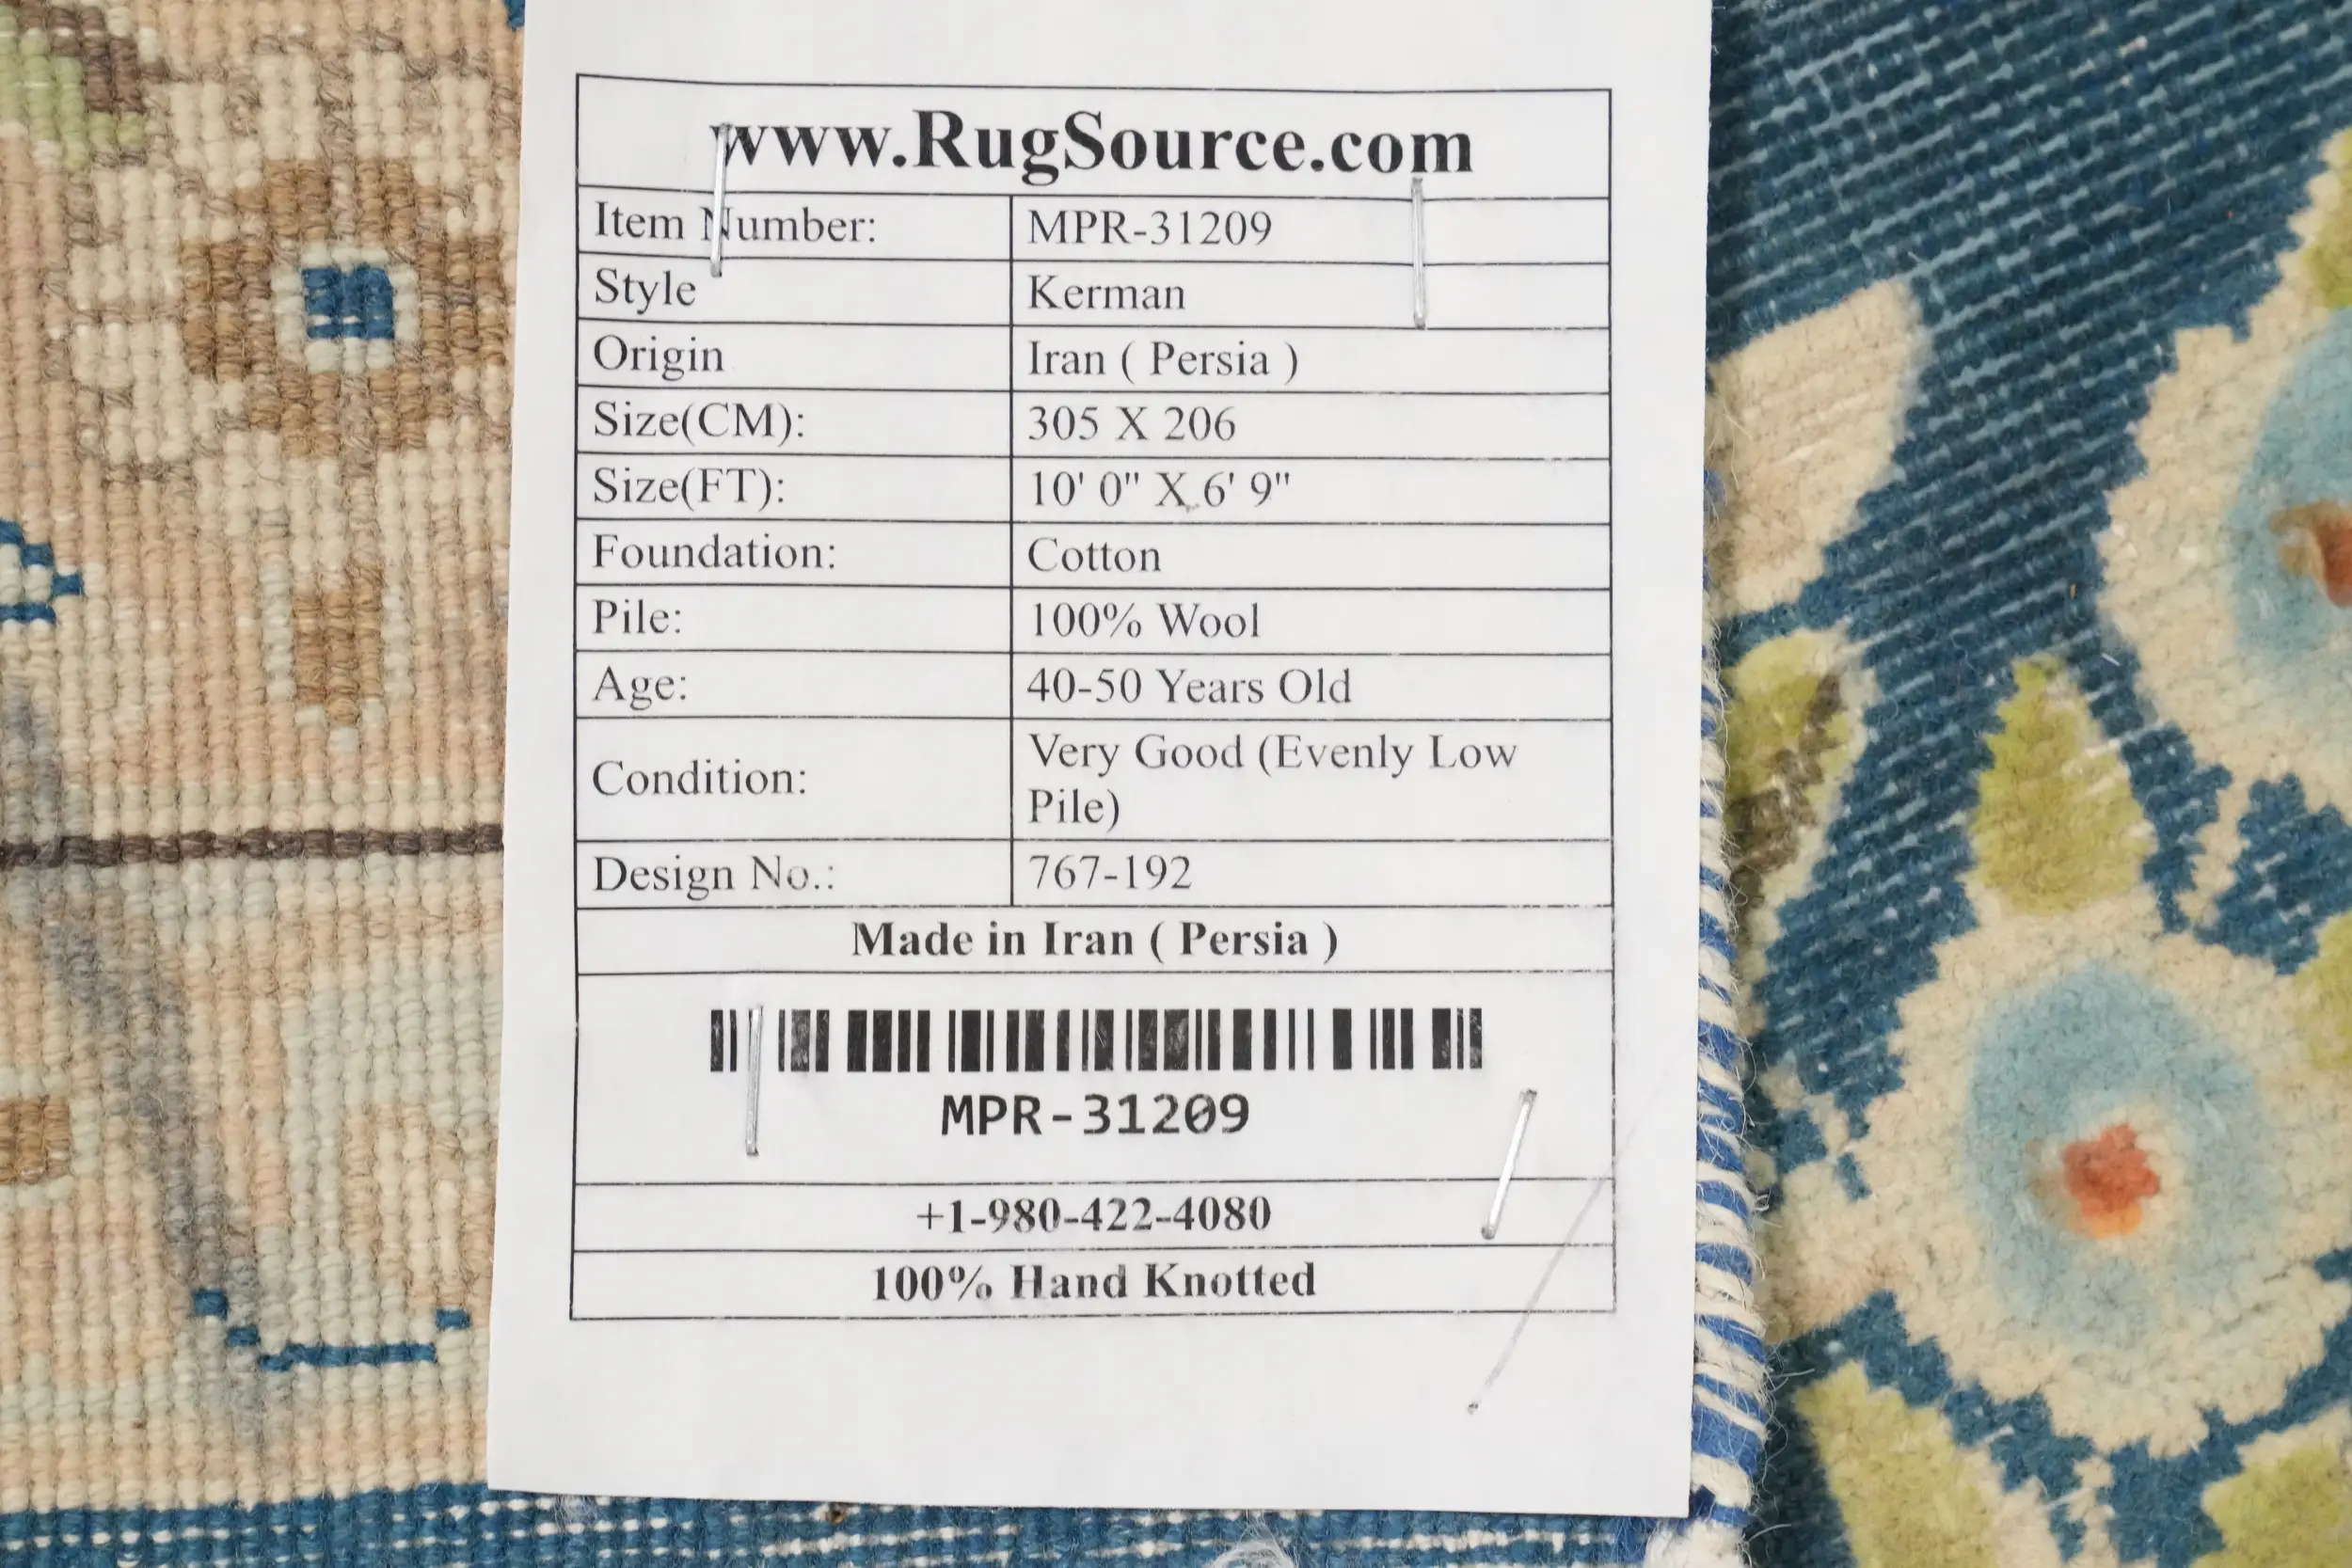 www.RugSource.com
Item Number: MPR-31209
Style Kerman
Origin Iran ( Persia )
Size(CM): 305 X 206
Size(FT): 10' 0" X 6' 9"
Foundation: Cotton
Pile: 100% Wool
Age: 40-50 Years Old
Condition: Very Good (Evenly Low
Pile)
Design No.: 767-192
Made in Iran ( Persia )
MPR-31209
+1-980-422-4080
100% Hand Knotted